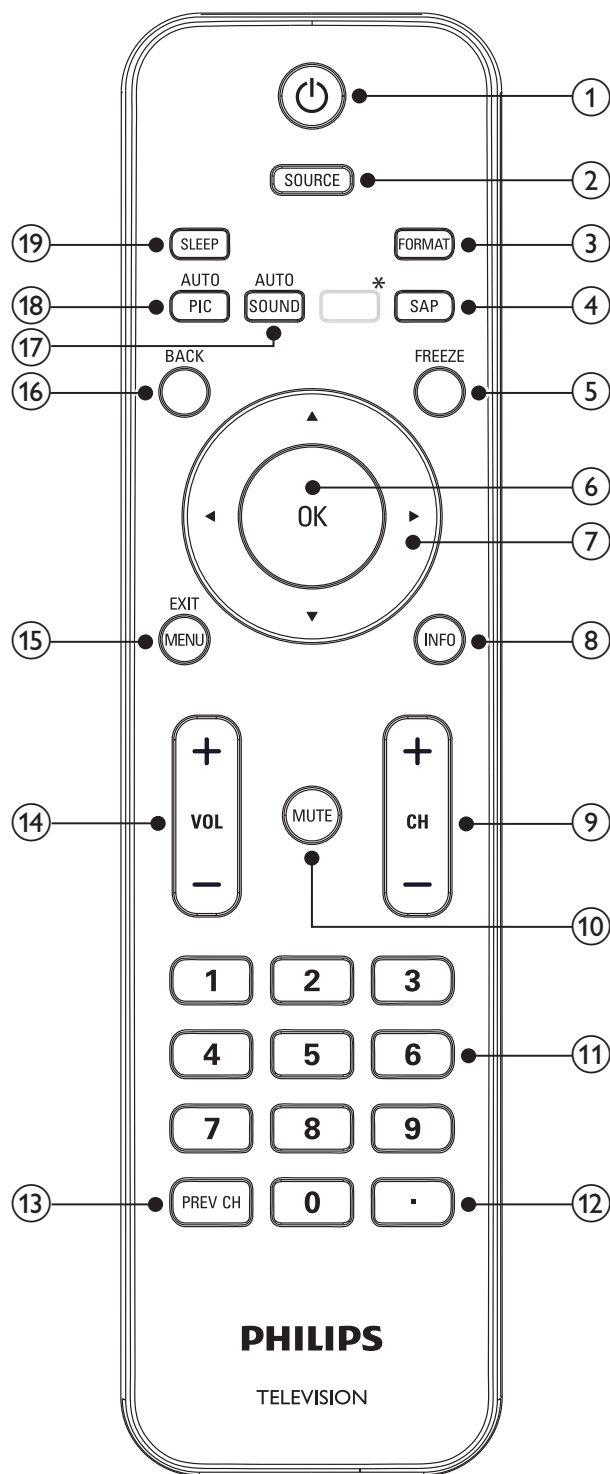 1
SOURCE
2
19
SLEEP
FORMAT
3
AUTO
AUTO
*
18
PIC
SOUND
SAP
4
17
BACK
FREEZE
16
5
6
OK
7
EXIT
15
MENU
INFO
8
+
+
14
VOL
MUTE
CH
9
−
−
10
1 2 3
4 5 6
11
7 8 9
13
PREV CH
0
.
12
PHILIPS
TELEVISION